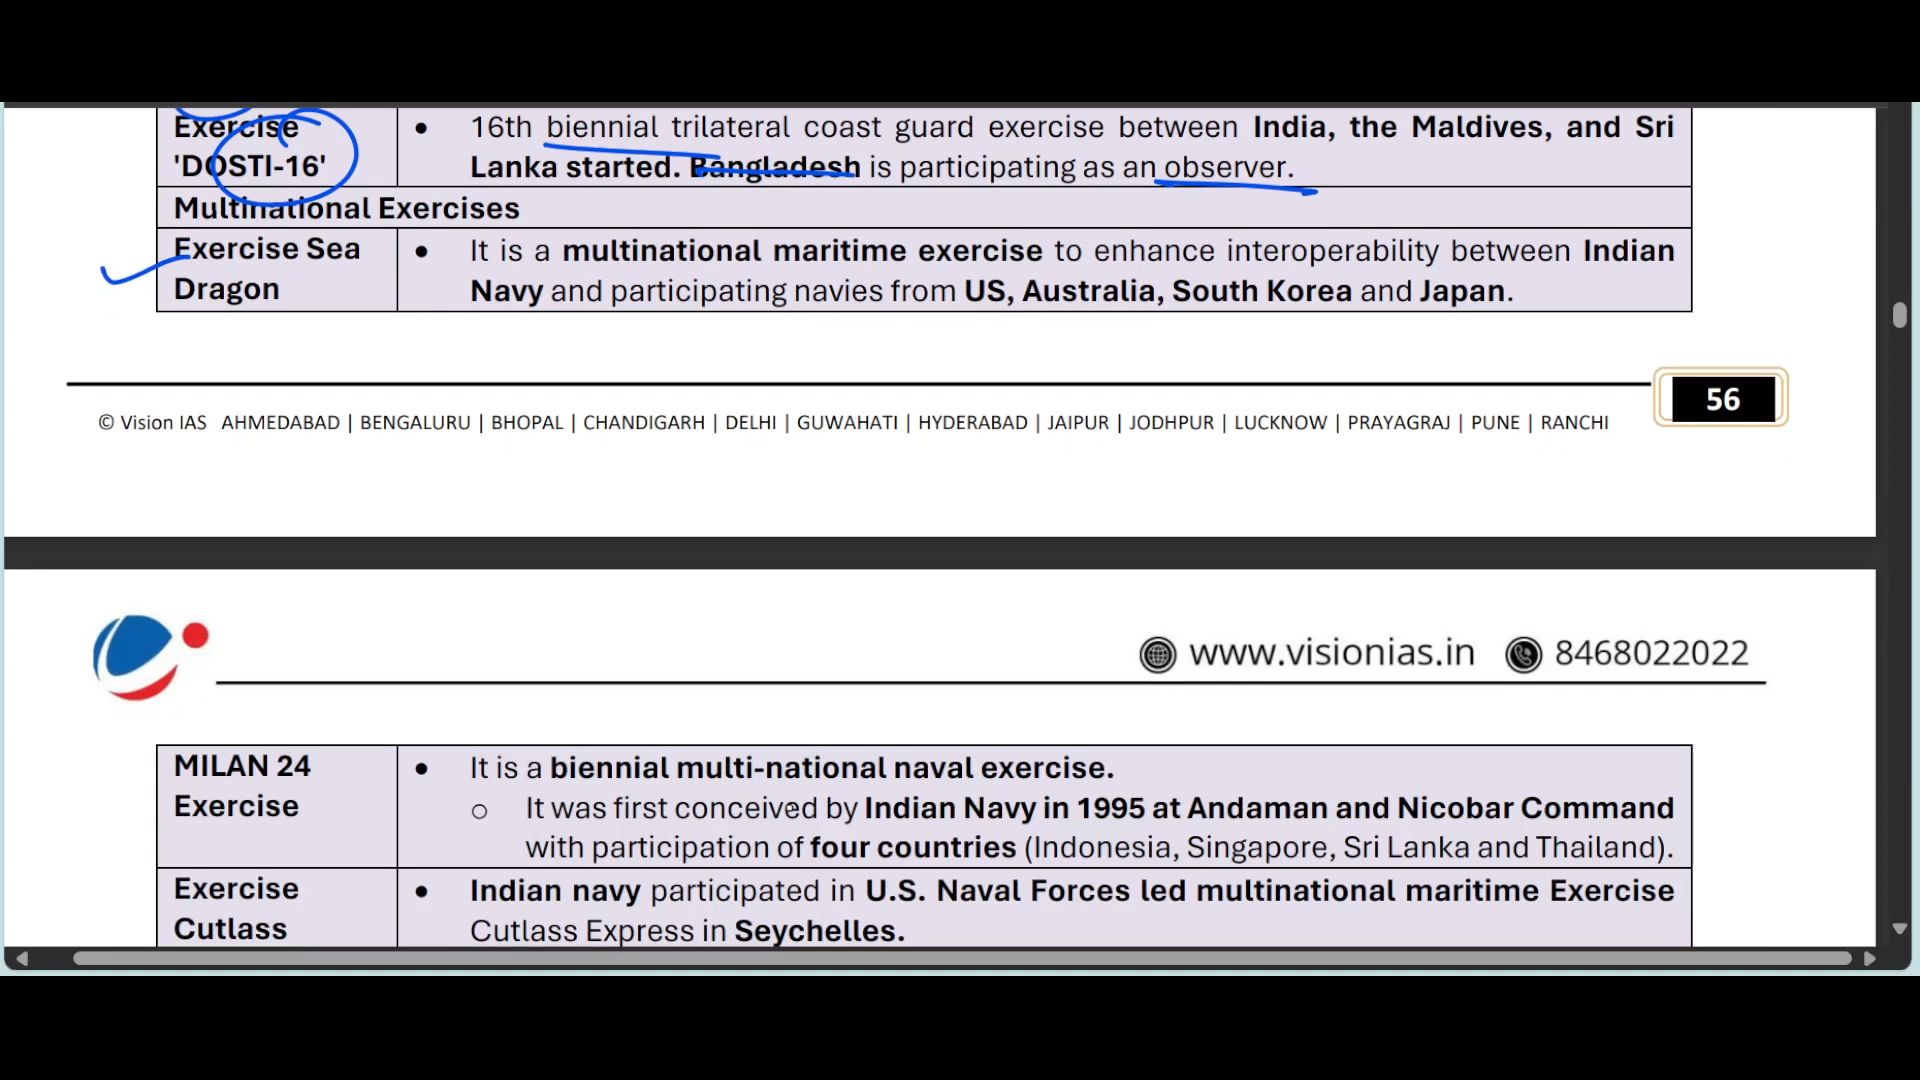 Exercise
'DOSTI-16'
• 16th biennial trilateral coast guard exercise between India, the Maldives, and Sri
Lanka started. Bangladesh is participating as an observer.
Multinational Exercises
Exercise Sea
Dragon
• It is a multinational maritime exercise to enhance interoperability between Indian
Navy and participating navies from US, Australia, South Korea and Japan.
56
© Vision IAS AHMEDABAD | BENGALURU | BHOPAL | CHANDIGARH | DELHI | GUWAHATI | HYDERABAD | JAIPUR | JODHPUR | LUCKNOW | PRAYAGRAJ | PUNE | RANCHI
www.visionias.in 8468022022
MILAN 24
Exercise
• It is a biennial multi-national naval exercise.
o It was first conceived by Indian Navy in 1995 at Andaman and Nicobar Command
with participation of four countries (Indonesia, Singapore, Sri Lanka and Thailand).
Exercise
Cutlass
• Indian navy participated in U.S. Naval Forces led multinational maritime Exercise
Cutlass Express in Seychelles.